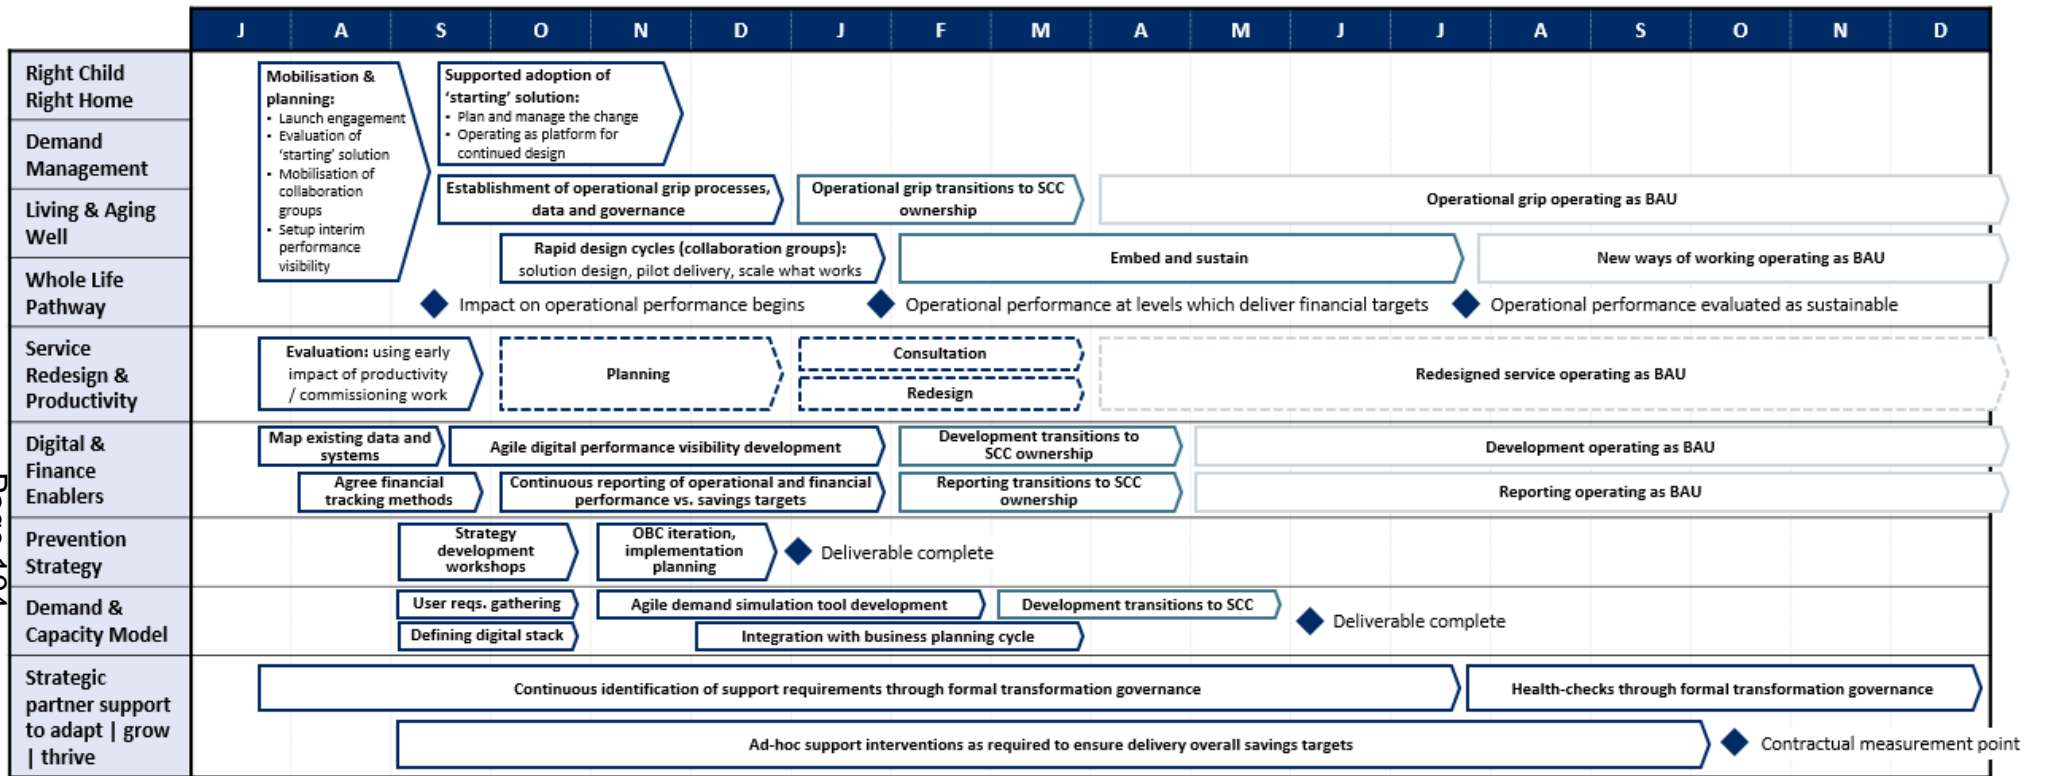 J A S O N D J F M A M J J A S O N D
Right Child
Right Home
Demand
Management
Living & Aging
Well
Whole Life
Pathway
Mobilisation &
planning:
• Launch engagement
• Evaluation of
‘starting’ solution
• Mobilisation of
collaboration
groups
• Setup interim
performance
visibility
Supported adoption of
‘starting’ solution:
• Plan and manage the change
• Operating as platform for
continued design
Establishment of operational grip processes,
data and governance
Operational grip transitions to SCC
ownership
Operational grip operating as BAU
Rapid design cycles (collaboration groups):
solution design, pilot delivery, scale what works
Embed and sustain
New ways of working operating as BAU
Impact on operational performance begins
Operational performance at levels which deliver financial targets
Operational performance evaluated as sustainable
Service
Redesign &
Productivity
Evaluation: using early
impact of productivity
/ commissioning work
Planning
Consultation
Redesign
Redesigned service operating as BAU
Digital &
Finance
Enablers
Map existing data and
systems
Agile digital performance visibility development
Development transitions to
SCC ownership
Development operating as BAU
Agree financial
tracking methods
Continuous reporting of operational and financial
performance vs. savings targets
Reporting transitions to SCC
ownership
Reporting operating as BAU
Prevention
Strategy
Strategy
development
workshops
OBC iteration,
implementation
planning
Deliverable complete
Demand &
Capacity Model
User reqs. gathering
Agile demand simulation tool development
Development transitions to SCC
Defining digital stack
Integration with business planning cycle
Deliverable complete
Strategic
partner support
to adapt | grow
| thrive
Continuous identification of support requirements through formal transformation governance
Health-checks through formal transformation governance
Ad-hoc support interventions as required to ensure delivery overall savings targets
Contractual measurement point